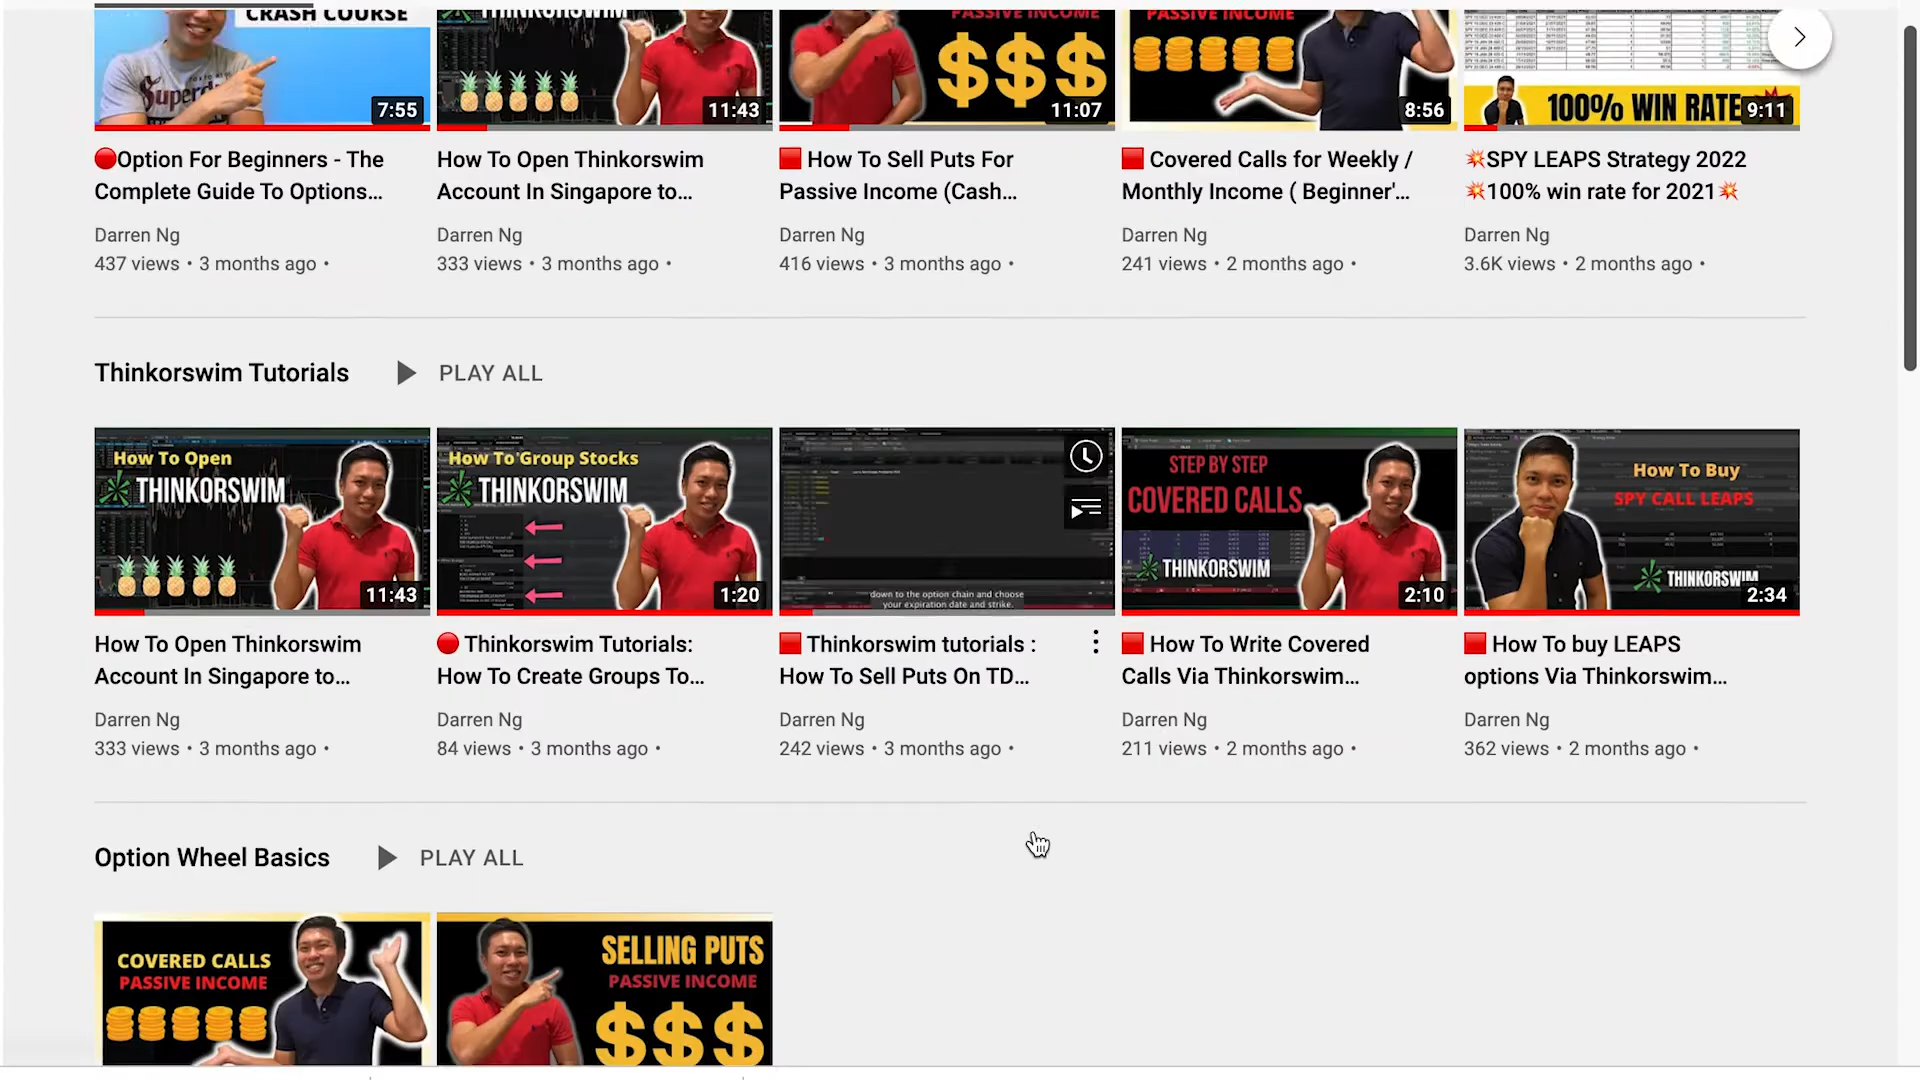 CRASH COURSE
THINKORSWIM
PASSIVE INCOME
PASSIVE INCOME
Superd
$$$
100% WIN RATE
7:55
11:43
11:07
8:56
9:11
🔴Option For Beginners - The
Complete Guide To Options...
Darren Ng
437 views • 3 months ago •
How To Open Thinkorswim
Account In Singapore to...
Darren Ng
333 views • 3 months ago •
🟥 How To Sell Puts For
Passive Income (Cash...
Darren Ng
416 views • 3 months ago •
🟥 Covered Calls for Weekly /
Monthly Income ( Beginner'...
Darren Ng
241 views • 2 months ago •
💥SPY LEAPS Strategy 2022
💥100% win rate for 2021💥
Darren Ng
3.6K views • 2 months ago •
Thinkorswim Tutorials
PLAY ALL
How To Open
THINKORSWIM
11:43
How To Group Stocks
THINKORSWIM
1:20
down to the option chain and choose
your expiration date and strike.
STEP BY STEP
COVERED CALLS
THINKORSWIM
2:10
How To Buy
SPY CALL LEAPS
THINKORSWIM
2:34
How To Open Thinkorswim
Account In Singapore to...
Darren Ng
333 views • 3 months ago •
🔴 Thinkorswim Tutorials:
How To Create Groups To...
Darren Ng
84 views • 3 months ago •
🟥 Thinkorswim tutorials :
How To Sell Puts On TD...
Darren Ng
242 views • 3 months ago •
🟥 How To Write Covered
Calls Via Thinkorswim...
Darren Ng
211 views • 2 months ago •
🟥 How To buy LEAPS
options Via Thinkorswim...
Darren Ng
362 views • 2 months ago •
Option Wheel Basics
PLAY ALL
COVERED CALLS
PASSIVE INCOME
SELLING PUTS
PASSIVE INCOME
$$$